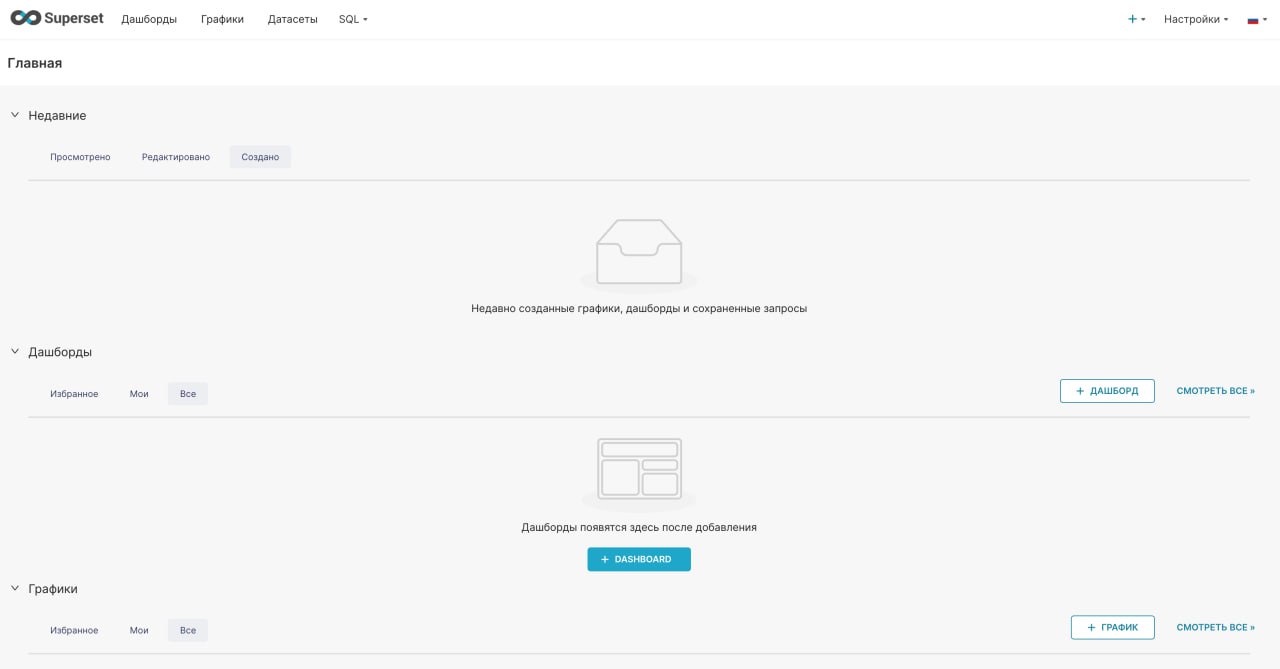 Superset Дашборды Графики Датасеты SQL + Настройки
Главная
Недавние
Просмотрено Редактировано Создано
Недавно созданные графики, дашборды и сохраненные запросы
Дашборды
Избранное Мои Все + ДАШБОРД СМОТРЕТЬ ВСЕ »
Дашборды появятся здесь после добавления
+ DASHBOARD
Графики
Избранное Мои Все + ГРАФИК СМОТРЕТЬ ВСЕ »